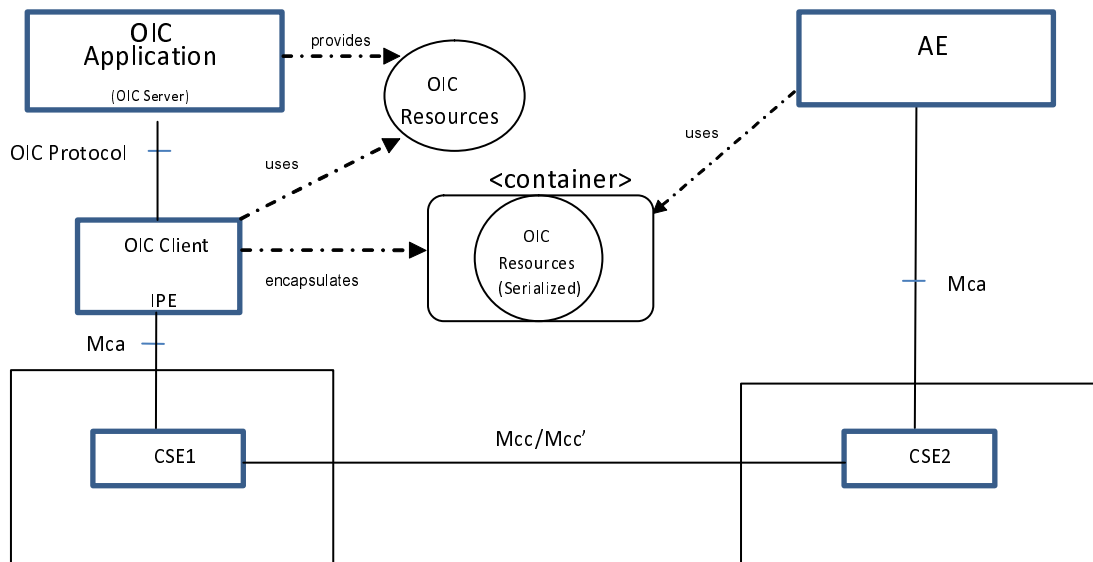 OIC
Application
(OIC Server)
provides
OIC
Resources
AE
OIC Protocol
uses
uses
<container>
OIC Client
IPE
encapsulates
OIC
Resources
(Serialized)
Mca
Mca
CSE1
Mcc/Mcc’
CSE2